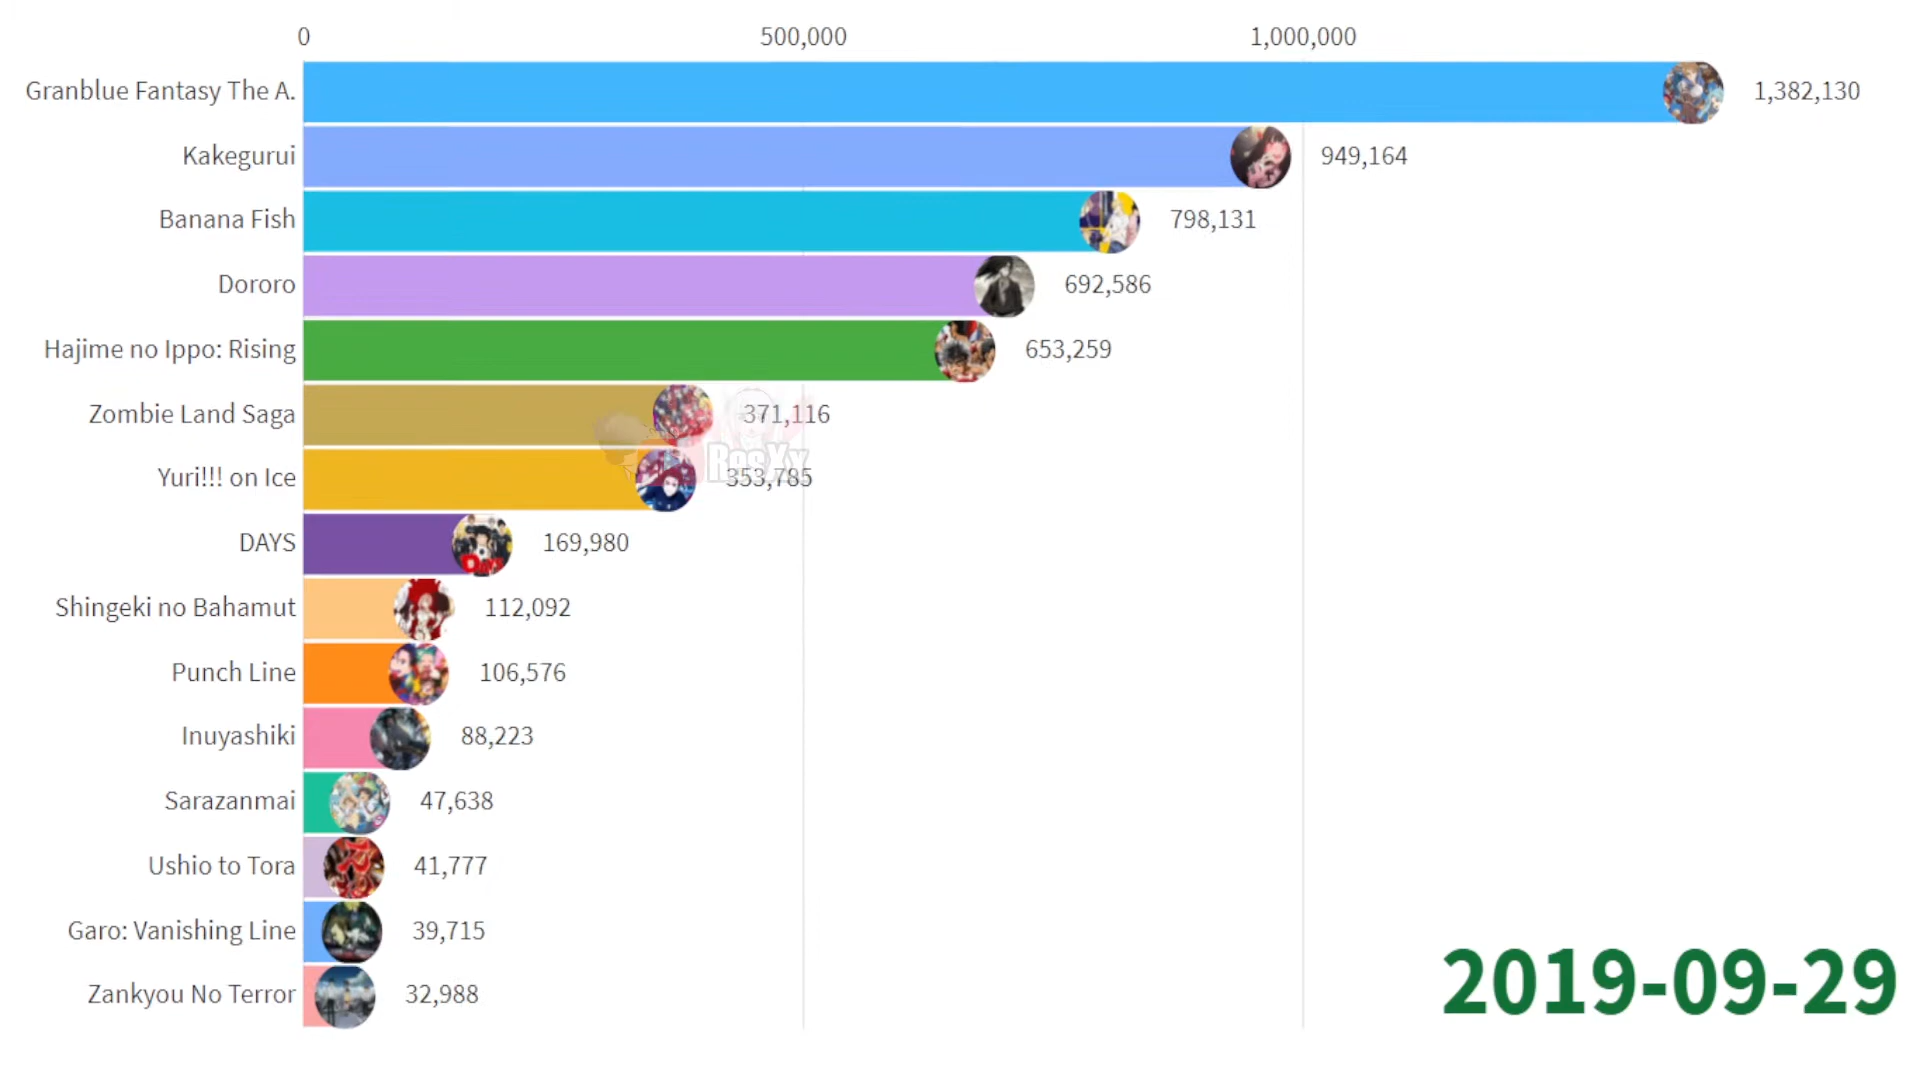 0 500,000 1,000,000
Granblue Fantasy The A. 1,382,130
Kakegurui 949,164
Banana Fish 798,131
Dororo 692,586
Hajime no Ippo: Rising 653,259
Zombie Land Saga 371,116
RosXy
Yuri!!! on Ice 353,785
DAYS 169,980
Shingeki no Bahamut 112,092
Punch Line 106,576
Inuyashiki 88,223
Sarazanmai 47,638
Ushio to Tora 41,777
Garo: Vanishing Line 39,715
Zankyou No Terror 32,988
2019-09-29